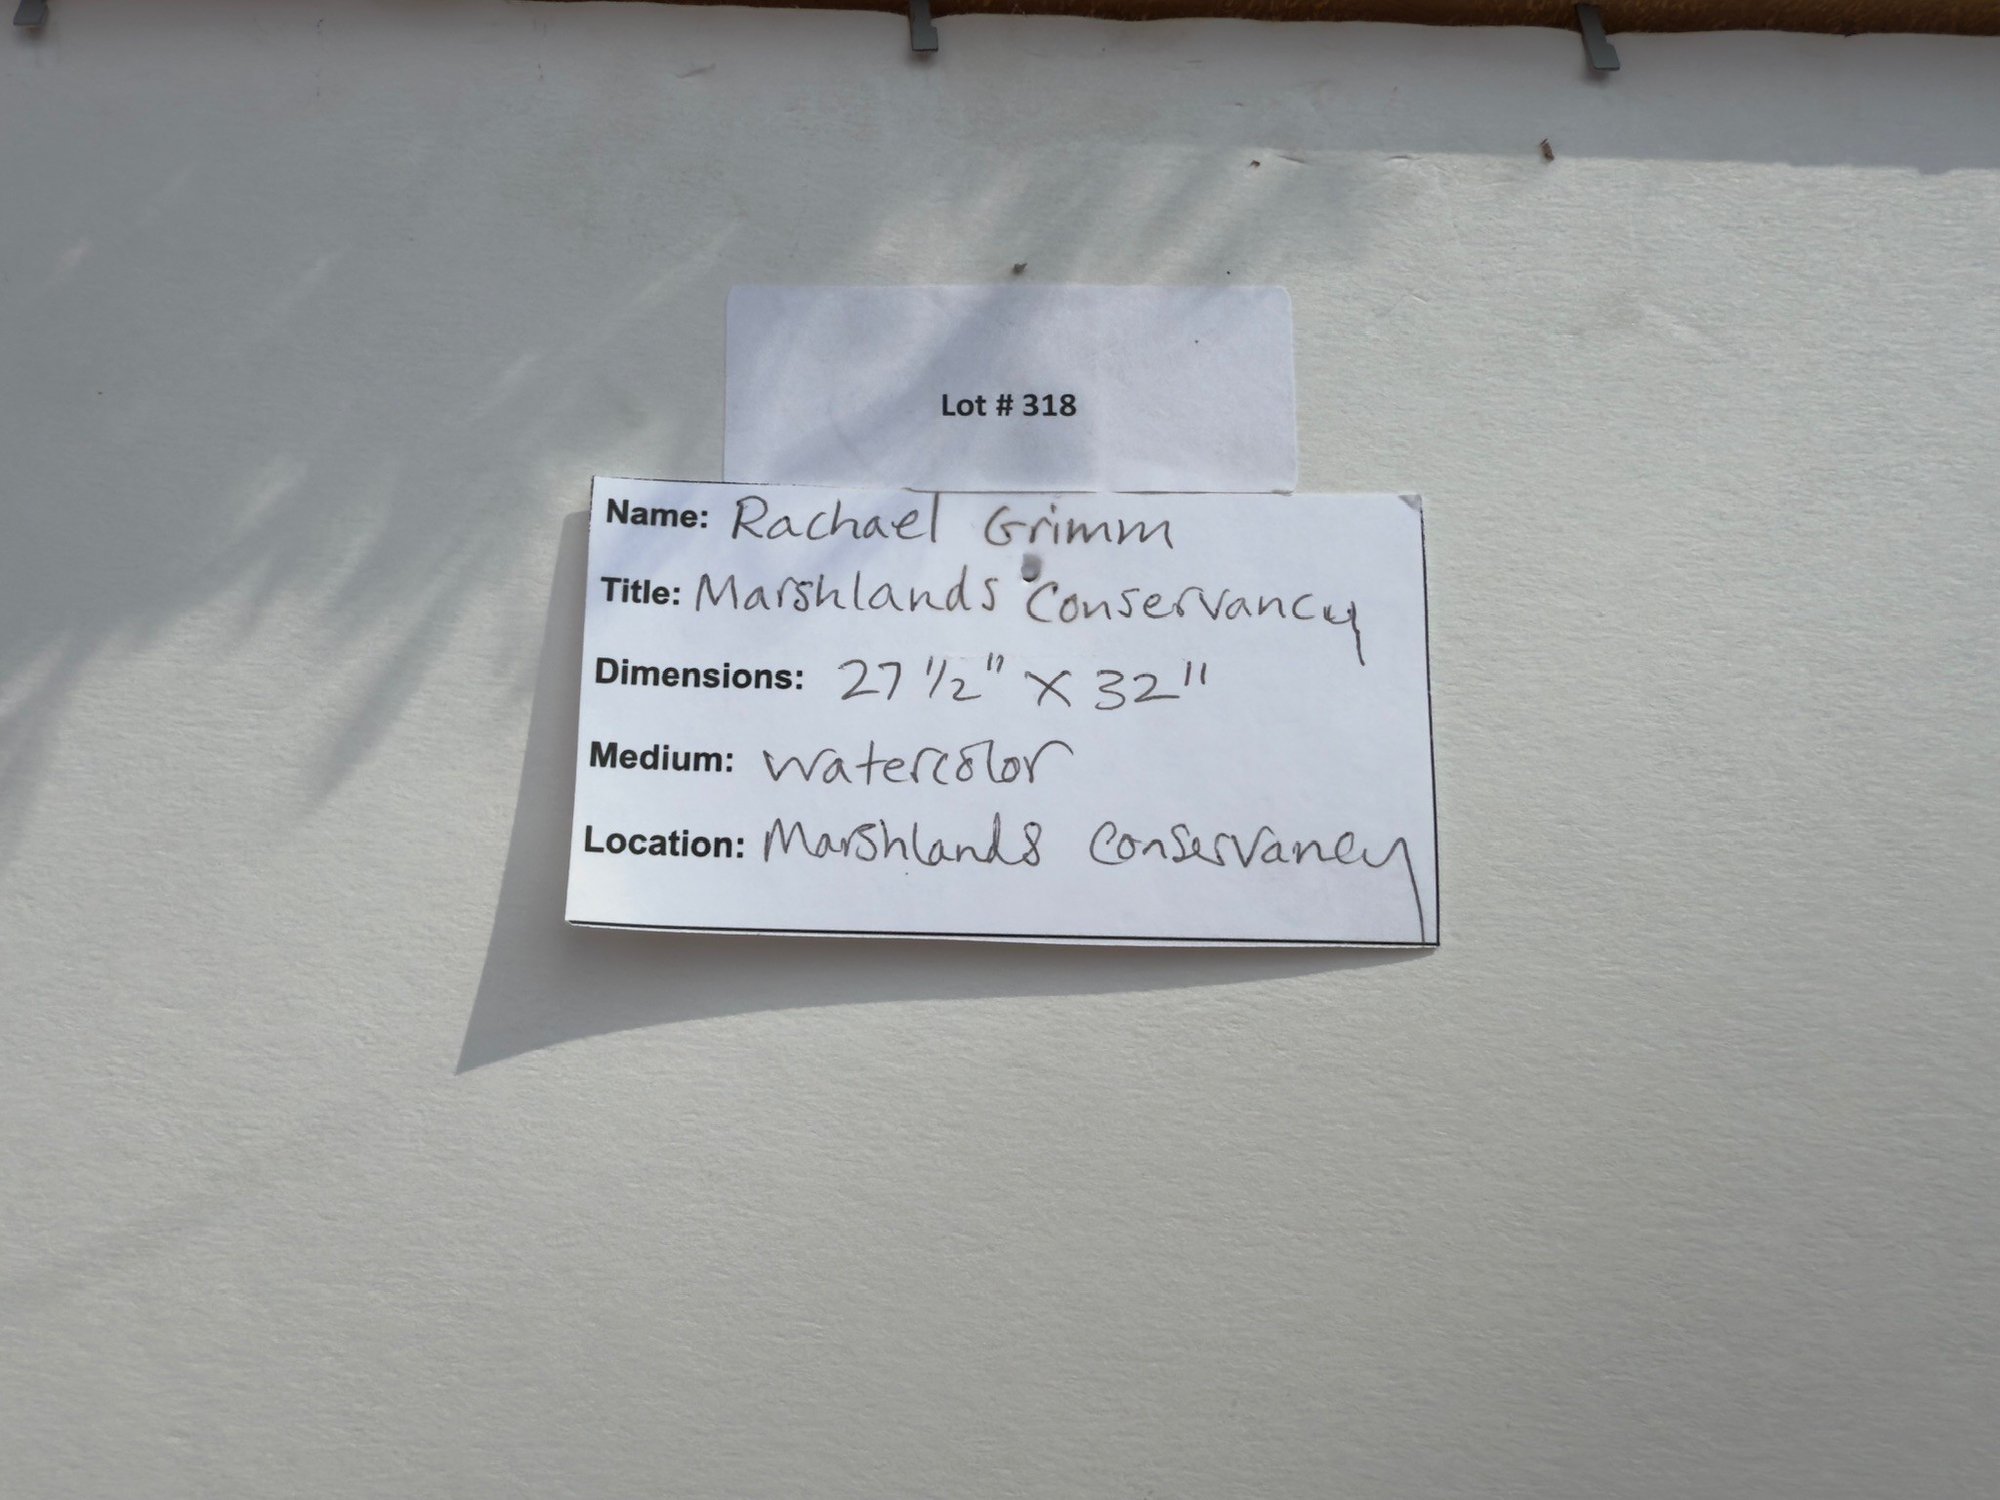 Lot # 318
Name: Rachael Grimm
Title: Marshlands Conservancy
Dimensions: 27 1/2" x 32"
Medium: Watercolor
Location: Marshlands Conservancy